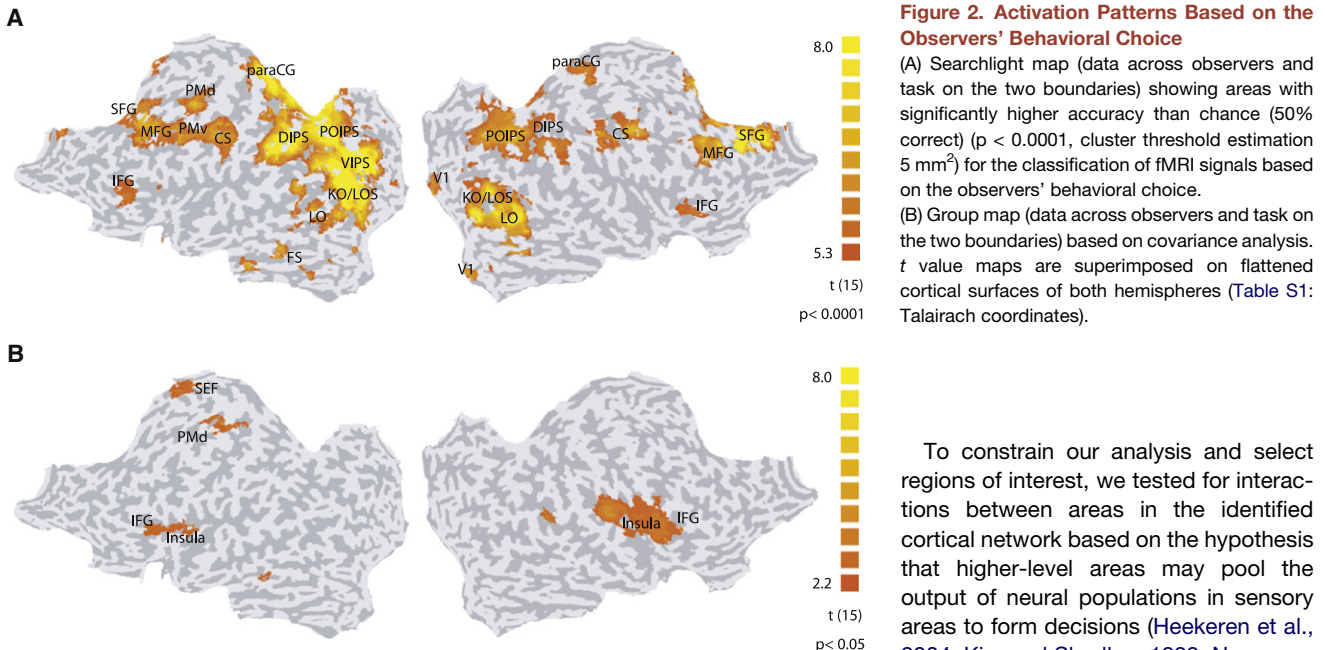 A
paraCG
PMd
SFG
MFG
PMv
CS
DIPS
POIPS
VIPS
IFG
KO/LOS
LO
FS
paraCG
POIPS
DIPS
CS
SFG
MFG
V1
KO/LOS
LO
IFG
V1
8.0
5.3
t (15)
p< 0.0001
Figure 2. Activation Patterns Based on the
Observers' Behavioral Choice
(A) Searchlight map (data across observers and
task on the two boundaries) showing areas with
significantly higher accuracy than chance (50%
correct) (p < 0.0001, cluster threshold estimation
5 mm2) for the classification of fMRI signals based
on the observers' behavioral choice.
(B) Group map (data across observers and task on
the two boundaries) based on covariance analysis.
t value maps are superimposed on flattened
cortical surfaces of both hemispheres (Table S1:
Talairach coordinates).
B
SEF
PMd
IFG
Insula
Insula
IFG
8.0
2.2
t (15)
p< 0.05
To constrain our analysis and select
regions of interest, we tested for interac-
tions between areas in the identified
cortical network based on the hypothesis
that higher-level areas may pool the
output of neural populations in sensory
areas to form decisions (Heekeren et al.,